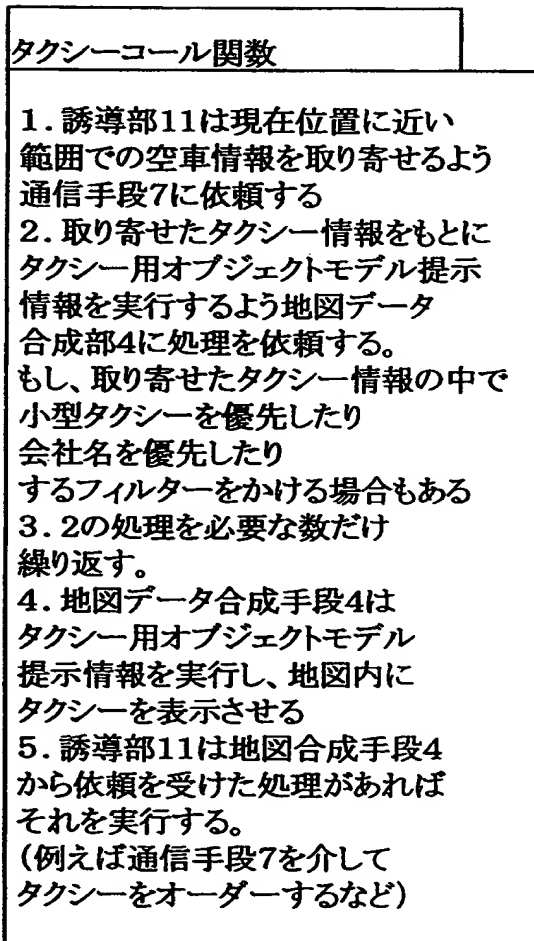 タクシーコール関数
1.誘導部11は現在位置に近い
範囲での空車情報を取り寄せるよう
通信手段7に依頼する
2.取り寄せたタクシー情報をもとに
タクシー用オブジェクトモデル提示
情報を実行するよう地図データ
合成部4に処理を依頼する。
もし、取り寄せたタクシー情報の中で
小型タクシーを優先したり
会社名を優先したり
するフィルターをかける場合もある
3.2の処理を必要な数だけ
繰り返す。
4.地図データ合成手段4は
タクシー用オブジェクトモデル
提示情報を実行し、地図内に
タクシーを表示させる
5.誘導部11は地図合成手段4
から依頼を受けた処理があれば
それを実行する。
(例えば通信手段7を介して
タクシーをオーダーするなど)